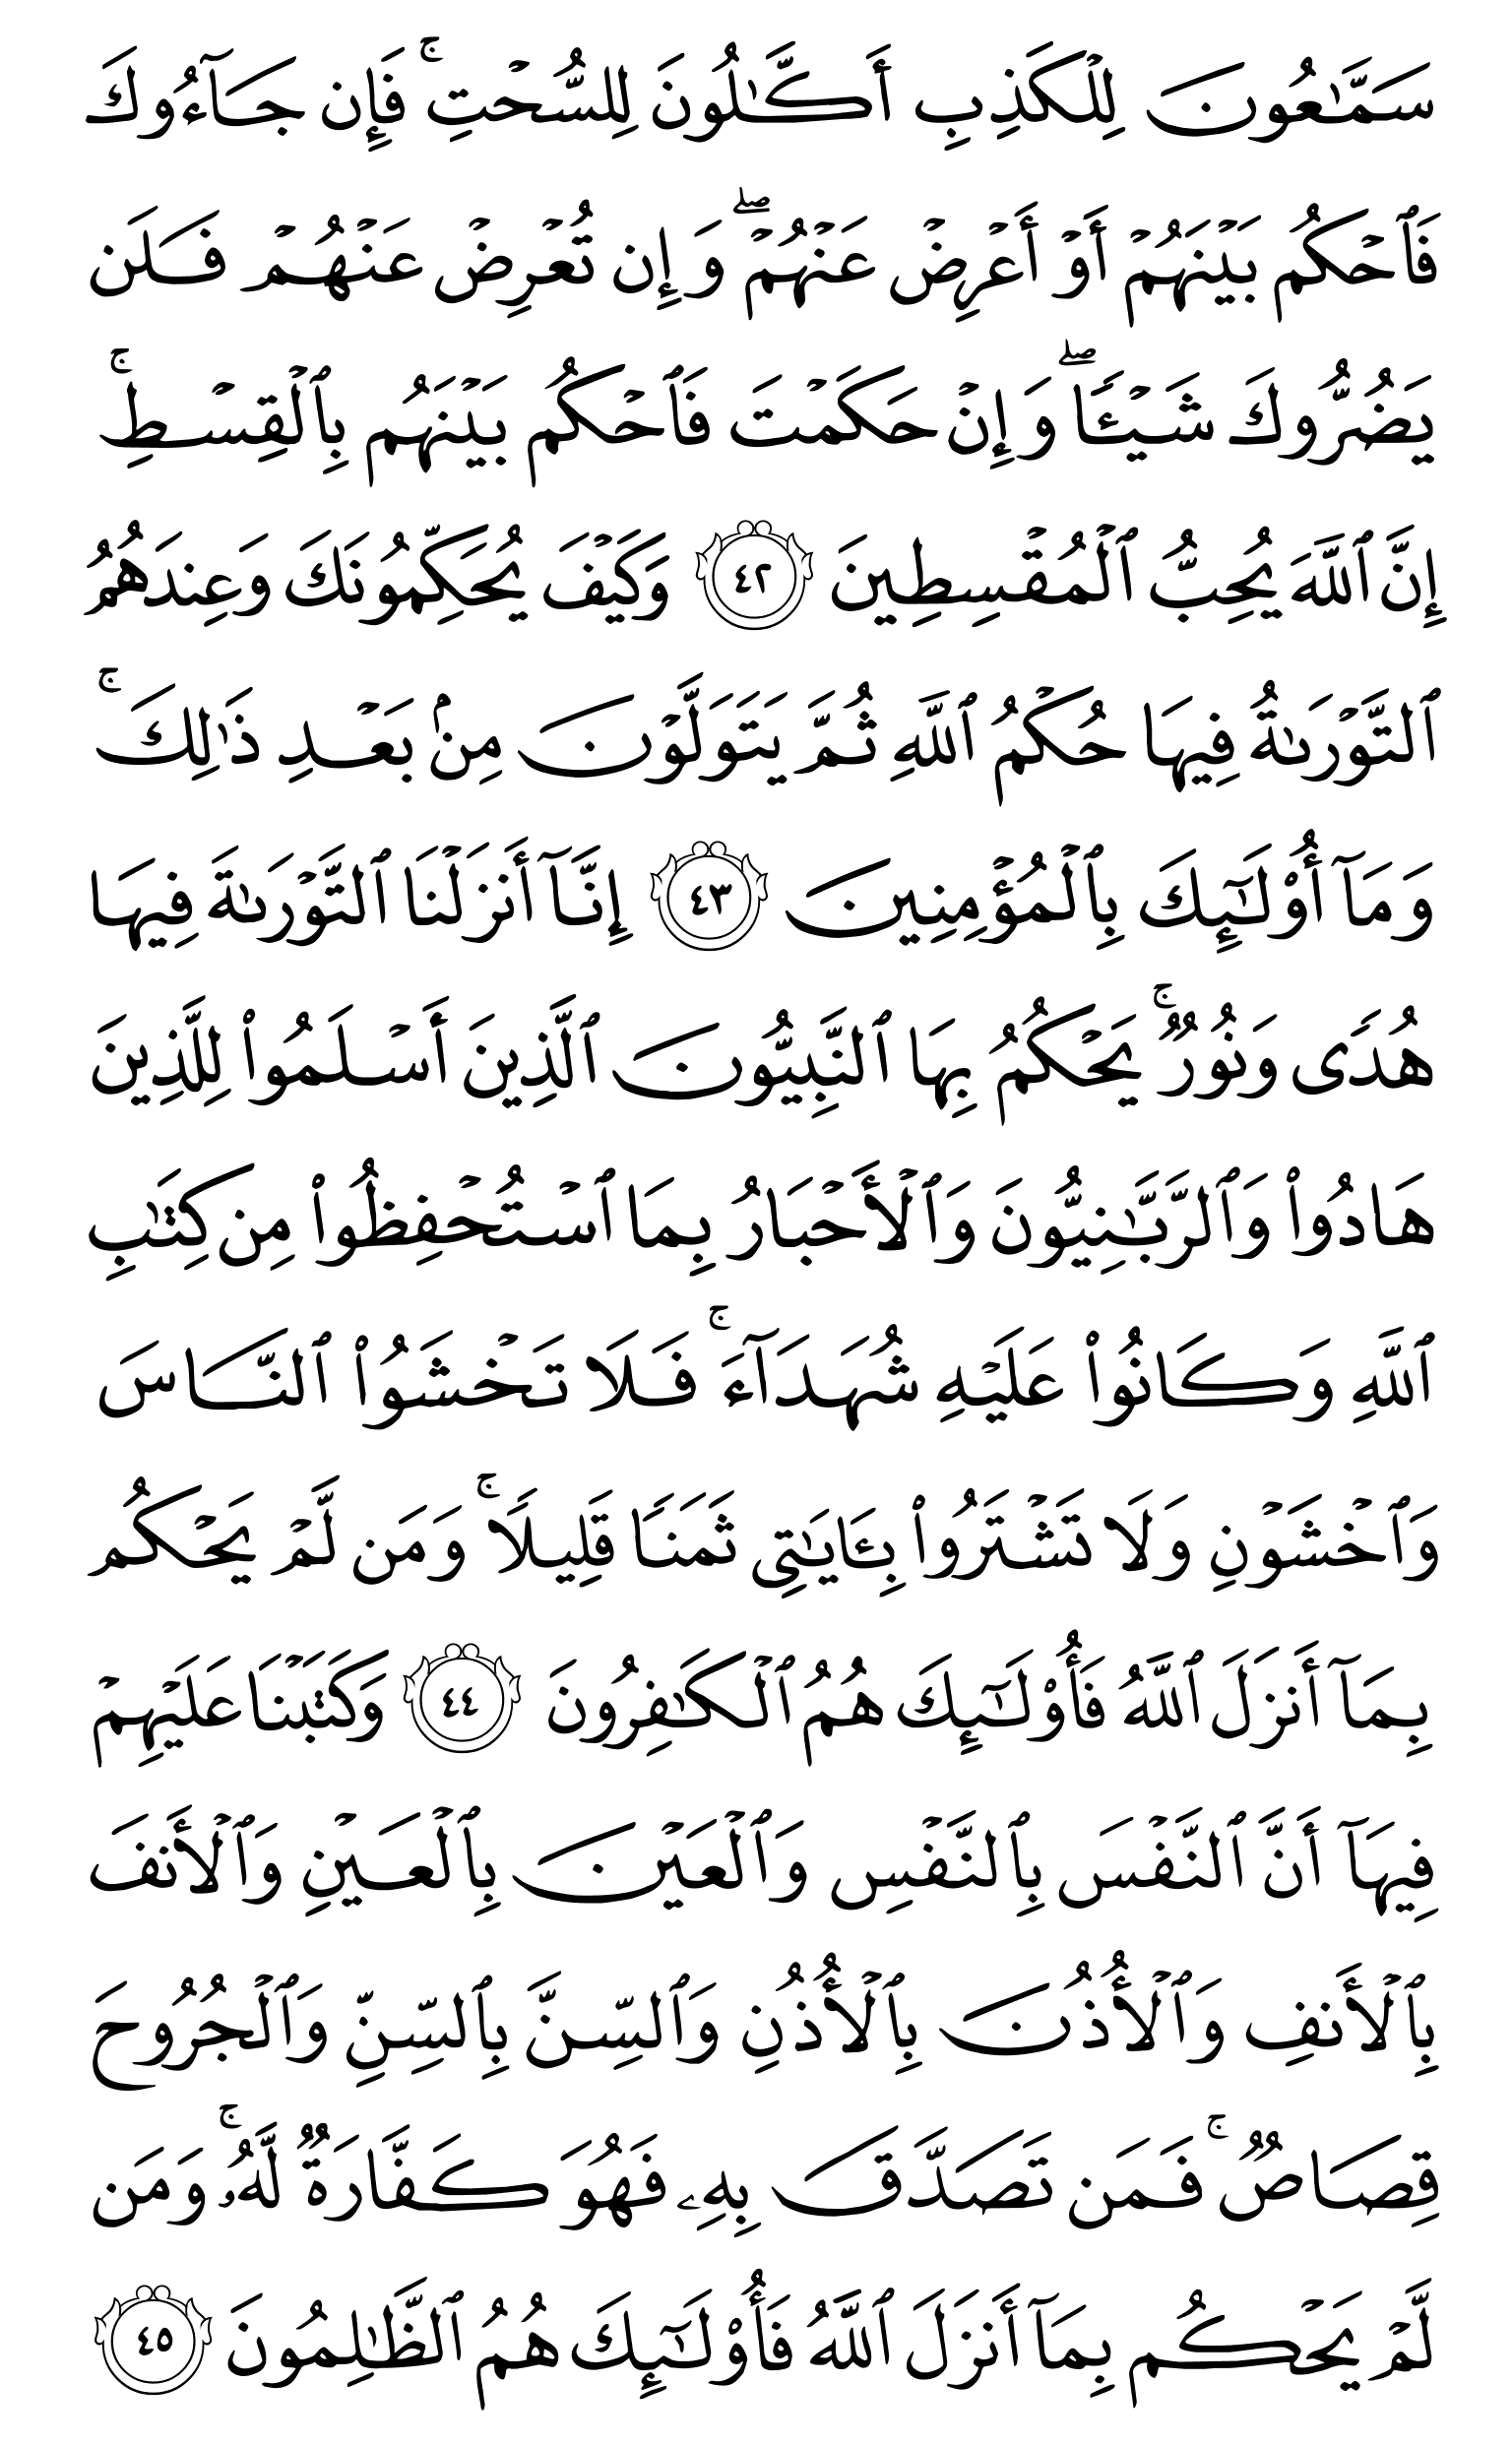 سَمَّٰعُونَ لِلْكَذِبِ أَكَّٰلُونَ لِلسُّحْتِ ۚ فَإِن جَآءُوكَ
فَٱحْكُم بَيْنَهُمْ أَوْ أَعْرِضْ عَنْهُمْ ۖ وَإِن تُعْرِضْ عَنْهُمْ فَلَن
يَضُرُّوكَ شَيْـًٔا ۖ وَإِنْ حَكَمْتَ فَٱحْكُم بَيْنَهُم بِٱلْقِسْطِ ۚ
إِنَّ ٱللَّهَ يُحِبُّ ٱلْمُقْسِطِينَ ٤٢ وَكَيْفَ يُحَكِّمُونَكَ وَعِندَهُمُ
ٱلتَّوْرَىٰةُ فِيهَا حُكْمُ ٱللَّهِ ثُمَّ يَتَوَلَّوْنَ مِنۢ بَعْدِ ذَٰلِكَ ۚ
وَمَآ أُو۟لَٰٓئِكَ بِٱلْمُؤْمِنِينَ ٤٣ إِنَّآ أَنزَلْنَا ٱلتَّوْرَىٰةَ فِيهَا
هُدًى وَنُورٌ ۚ يَحْكُمُ بِهَا ٱلنَّبِيُّونَ ٱلَّذِينَ أَسْلَمُوا۟ لِلَّذِينَ
هَادُوا۟ وَٱلرَّبَّٰنِيُّونَ وَٱلْأَحْبَارُ بِمَا ٱسْتُحْفِظُوا۟ مِن كِتَٰبِ
ٱللَّهِ وَكَانُوا۟ عَلَيْهِ شُهَدَآءَ ۚ فَلَا تَخْشَوُا۟ ٱلنَّاسَ
وَٱخْشَوْنِ وَلَا تَشْتَرُوا۟ بِـَٔايَٰتِى ثَمَنًا قَلِيلًا ۚ وَمَن لَّمْ يَحْكُم
بِمَآ أَنزَلَ ٱللَّهُ فَأُو۟لَٰٓئِكَ هُمُ ٱلْكَٰفِرُونَ ٤٤ وَكَتَبْنَا عَلَيْهِمْ
فِيهَآ أَنَّ ٱلنَّفْسَ بِٱلنَّفْسِ وَٱلْعَيْنَ بِٱلْعَيْنِ وَٱلْأَنفَ
بِٱلْأَنفِ وَٱلْأُذُنَ بِٱلْأُذُنِ وَٱلسِّنَّ بِٱلسِّنِّ وَٱلْجُرُوحَ
قِصَاصٌ ۚ فَمَن تَصَدَّقَ بِهِۦ فَهُوَ كَفَّارَةٌ لَّهُۥ ۚ وَمَن
لَّمْ يَحْكُم بِمَآ أَنزَلَ ٱللَّهُ فَأُو۟لَٰٓئِكَ هُمُ ٱلظَّٰلِمُونَ ٤٥